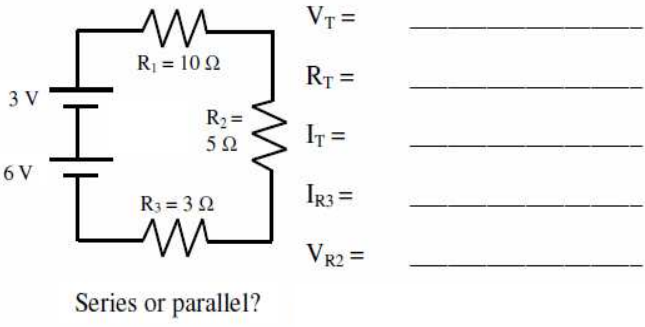 V_T =
R₁ = 10 Ω
R_T =
3 V
R₂ =
5 Ω
I_T =
6 V
R₃ = 3 Ω
I_R3 =
V_R2 =
Series or parallel?